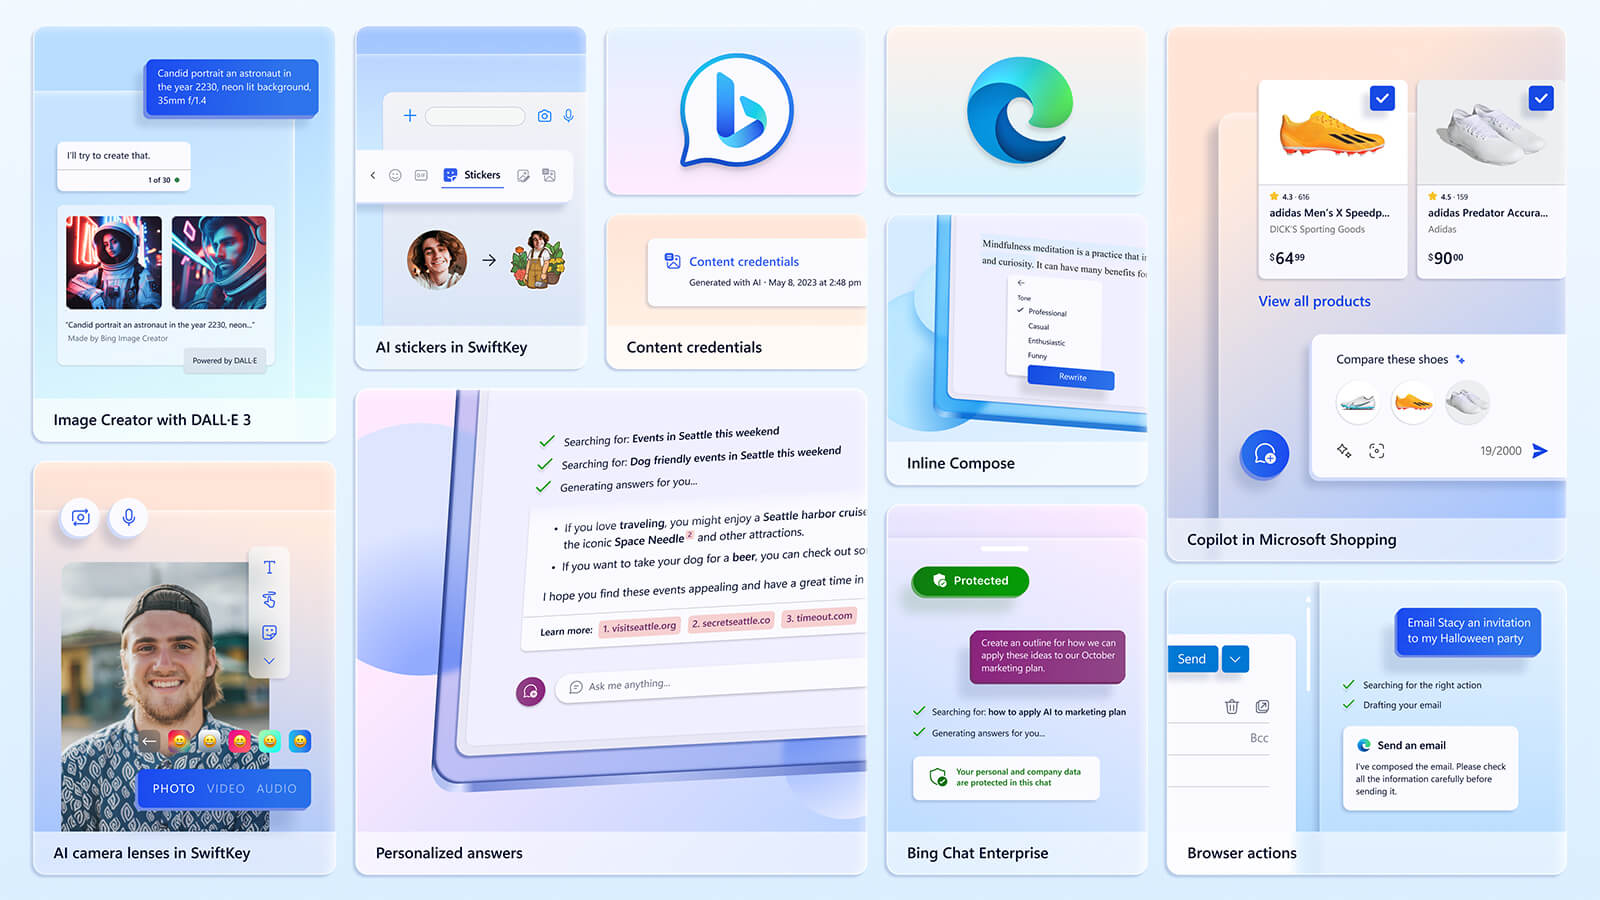 Candid portrait an astronaut in
the year 2230, neon lit background,
35mm f/1.4
I'll try to create that.
1 of 30
"Candid portrait an astronaut in the year 2230, neon..."
Made by Bing Image Creator
Powered by DALL·E
Image Creator with DALL·E 3
GIF
Stickers
AI stickers in SwiftKey
Content credentials
Generated with AI · May 8, 2023 at 2:48 pm
Content credentials
Mindfulness meditation is a practice that in
and curiosity. It can have many benefits fo
Tone
Professional
Casual
Enthusiastic
Funny
Rewrite
Inline Compose
4.3 · 616
adidas Men's X Speedp...
DICK'S Sporting Goods
$64.99
4.5 · 159
adidas Predator Accura...
Adidas
$90.00
View all products
Compare these shoes
19/2000
Copilot in Microsoft Shopping
T
PHOTO VIDEO AUDIO
AI camera lenses in SwiftKey
Searching for: Events in Seattle this weekend
Searching for: Dog friendly events in Seattle this weekend
Generating answers for you...
• If you love traveling, you might enjoy a Seattle harbor cruise
the iconic Space Needle 2 and other attractions.
• If you want to take your dog for a beer, you can check out so
I hope you find these events appealing and have a great time in
Learn more: 1. visitseattle.org 2. secretseattle.co 3. timeout.com
Ask me anything...
Personalized answers
Protected
Create an outline for how we can
apply these ideas to our October
marketing plan.
Searching for: how to apply AI to marketing plan
Generating answers for you...
Your personal and company data
are protected in this chat
Bing Chat Enterprise
Send
Bcc
Email Stacy an invitation
to my Halloween party
Searching for the right action
Drafting your email
Send an email
I've composed the email. Please check
all the information carefully before
sending it.
Browser actions